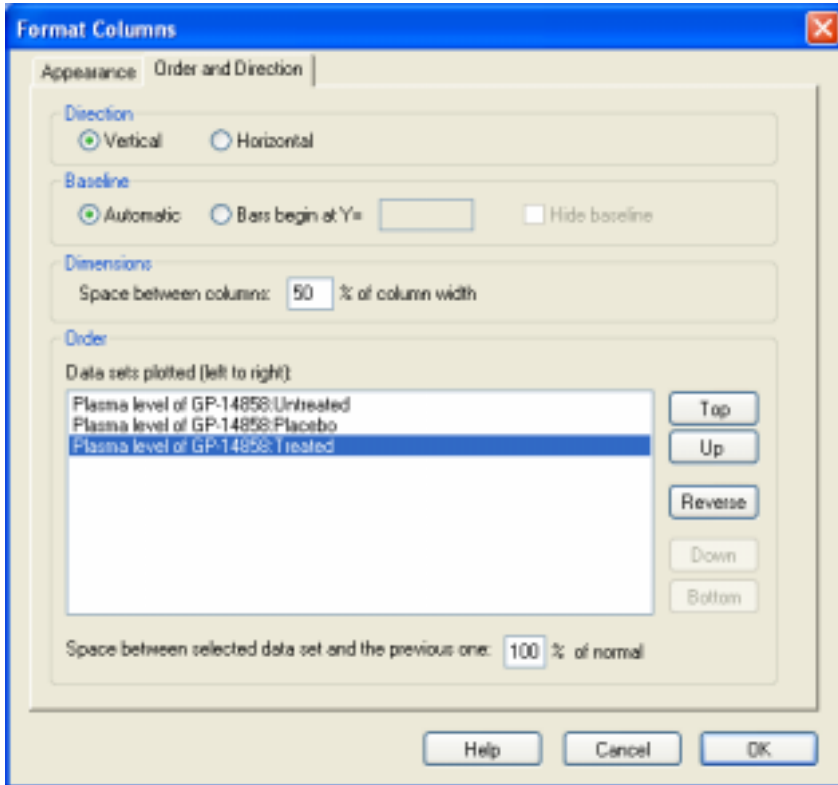 Format Columns
Appearance Order and Direction
Direction
Vertical Horizontal
Baseline
Automatic Bars begin at Y= Hide baseline
Dimensions
Space between columns: 50 % of column width
Order
Data sets plotted (left to right):
Plasma level of GP-14858:Untreated
Plasma level of GP-14858:Placebo
Plasma level of GP-14858:Treated
Top
Up
Reverse
Down
Bottom
Space between selected data set and the previous one: 100 % of normal
Help Cancel OK